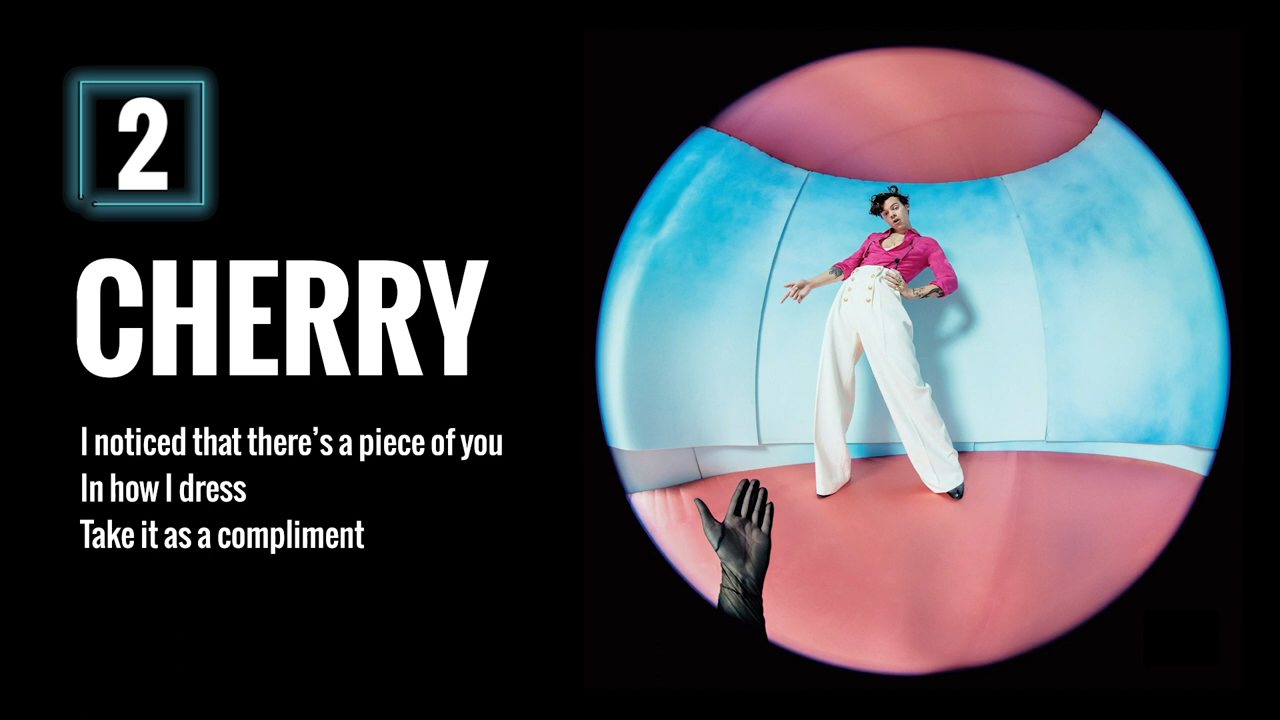 2
CHERRY
I noticed that there’s a piece of you
In how I dress
Take it as a compliment